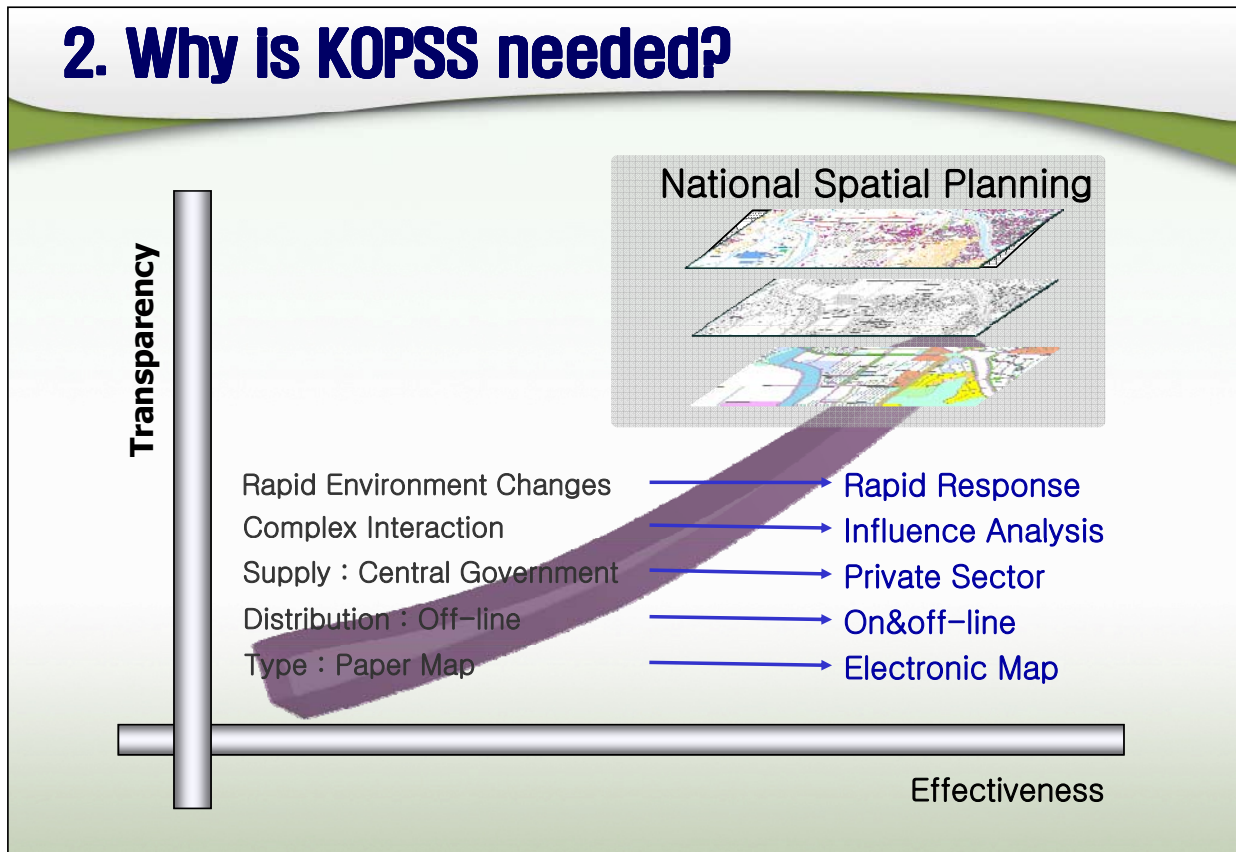 2. Why is KOPSS needed?
National Spatial Planning
Transparency
Rapid Environment Changes Rapid Response
Complex Interaction Influence Analysis
Supply : Central Government Private Sector
Distribution : Off-line On&off-line
Type : Paper Map Electronic Map
Effectiveness